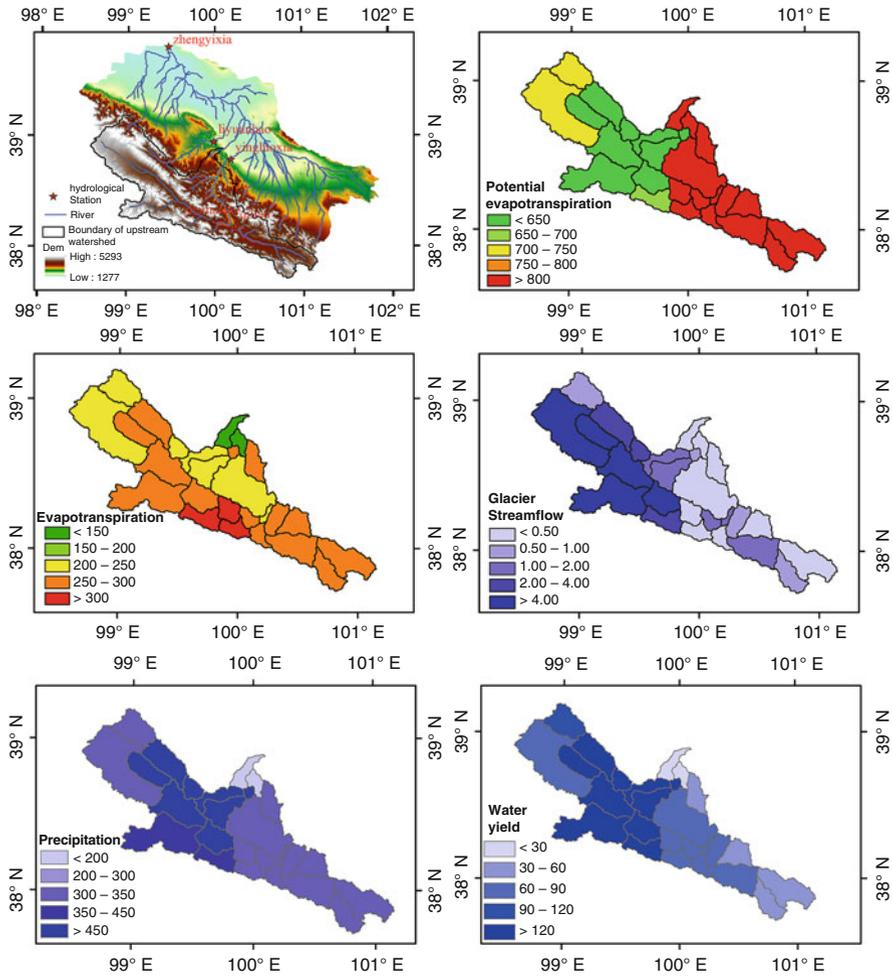 98° E 99° E 100° E 101° E 102° E
39° N
38° N
zhengyixia
liyuanbao
yingluoxia
hydrological
Station
River
Boundary of upstream
watershed
Dem
High : 5293
Low : 1277
98° E 99° E 100° E 101° E 102° E
99° E 100° E 101° E
39° N
38° N
Potential
evapotranspiration
< 650
650 – 700
700 – 750
750 – 800
> 800
99° E 100° E 101° E
99° E 100° E 101° E
39° N
38° N
Evapotranspiration
< 150
150 – 200
200 – 250
250 – 300
> 300
99° E 100° E 101° E
99° E 100° E 101° E
39° N
38° N
Glacier
Streamflow
< 0.50
0.50 – 1.00
1.00 – 2.00
2.00 – 4.00
> 4.00
99° E 100° E 101° E
99° E 100° E 101° E
39° N
38° N
Precipitation
< 200
200 – 300
300 – 350
350 – 450
> 450
99° E 100° E 101° E
99° E 100° E 101° E
39° N
38° N
Water
yield
< 30
30 – 60
60 – 90
90 – 120
> 120
99° E 100° E 101° E
39° N
38° N